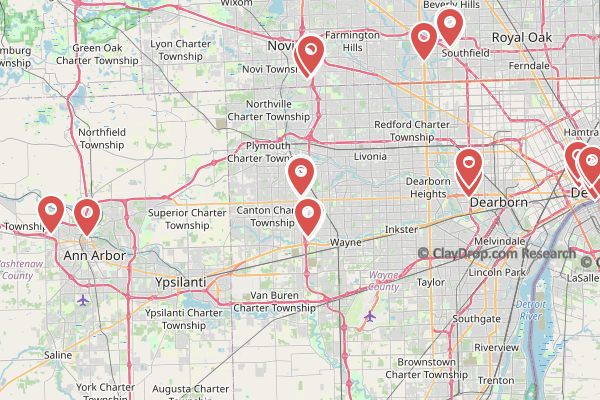 Wixom
Beverly Hills
Lyon Charter
Township
Farmington
Hills
Royal Oak
Green Oak
Charter Township
Novi
Southfield
Novi Township
Ferndale
Northville
Charter Township
Redford Charter
Township
Hamtra
Northfield
Township
Plymouth
Charter Township
Livonia
Dearborn
Heights
De
Dearborn
Superior Charter
Township
Canton Char
Township
Township
Inkster
Wayne
Melvindale
© ClayDrop.com Research
©
Ann Arbor
Washtenaw
County
Ypsilanti
Wayne
County
Lincoln Park
LaSalle
Taylor
Van Buren
Charter Township
Detroit
River
Ypsilanti Charter
Township
Southgate
Riverview
Saline
Brownstown
Charter Township
Trenton
York Charter
Township
Augusta Charter
Township